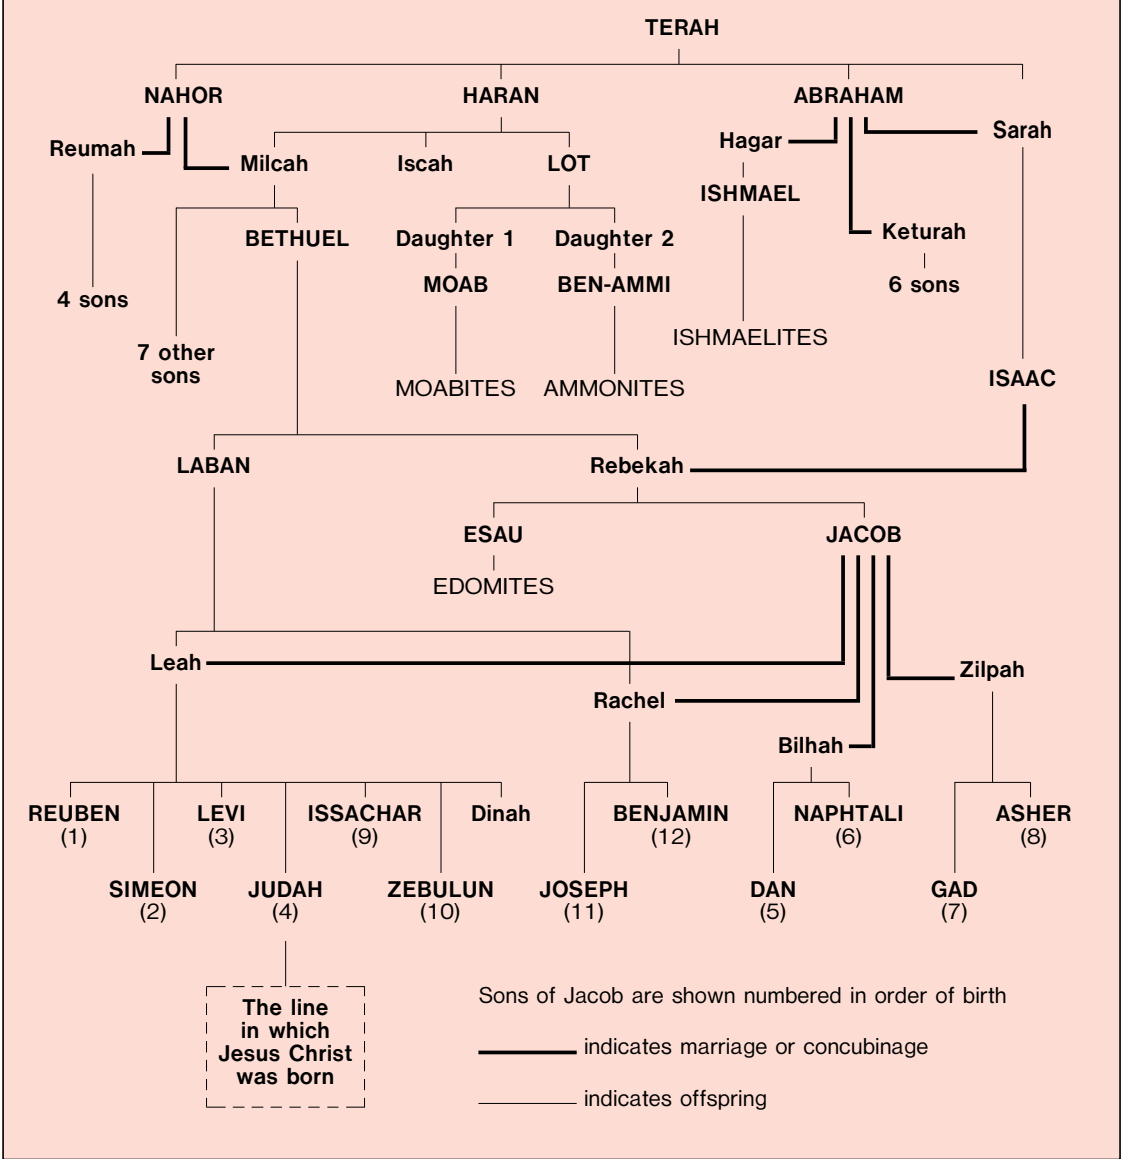 TERAH
NAHOR HARAN ABRAHAM
Reumah Milcah Iscah LOT Hagar Sarah
ISHMAEL
BETHUEL Daughter 1 Daughter 2 Keturah
4 sons MOAB BEN-AMMI 6 sons
7 other
sons
ISHMAELITES
MOABITES AMMONITES ISAAC
LABAN Rebekah
ESAU JACOB
EDOMITES
Leah Zilpah
Rachel
Bilhah
REUBEN LEVI ISSACHAR Dinah BENJAMIN NAPHTALI ASHER
(1) (3) (9) (12) (6) (8)
SIMEON JUDAH ZEBULUN JOSEPH DAN GAD
(2) (4) (10) (11) (5) (7)
The line
in which
Jesus Christ
was born
Sons of Jacob are shown numbered in order of birth
indicates marriage or concubinage
indicates offspring